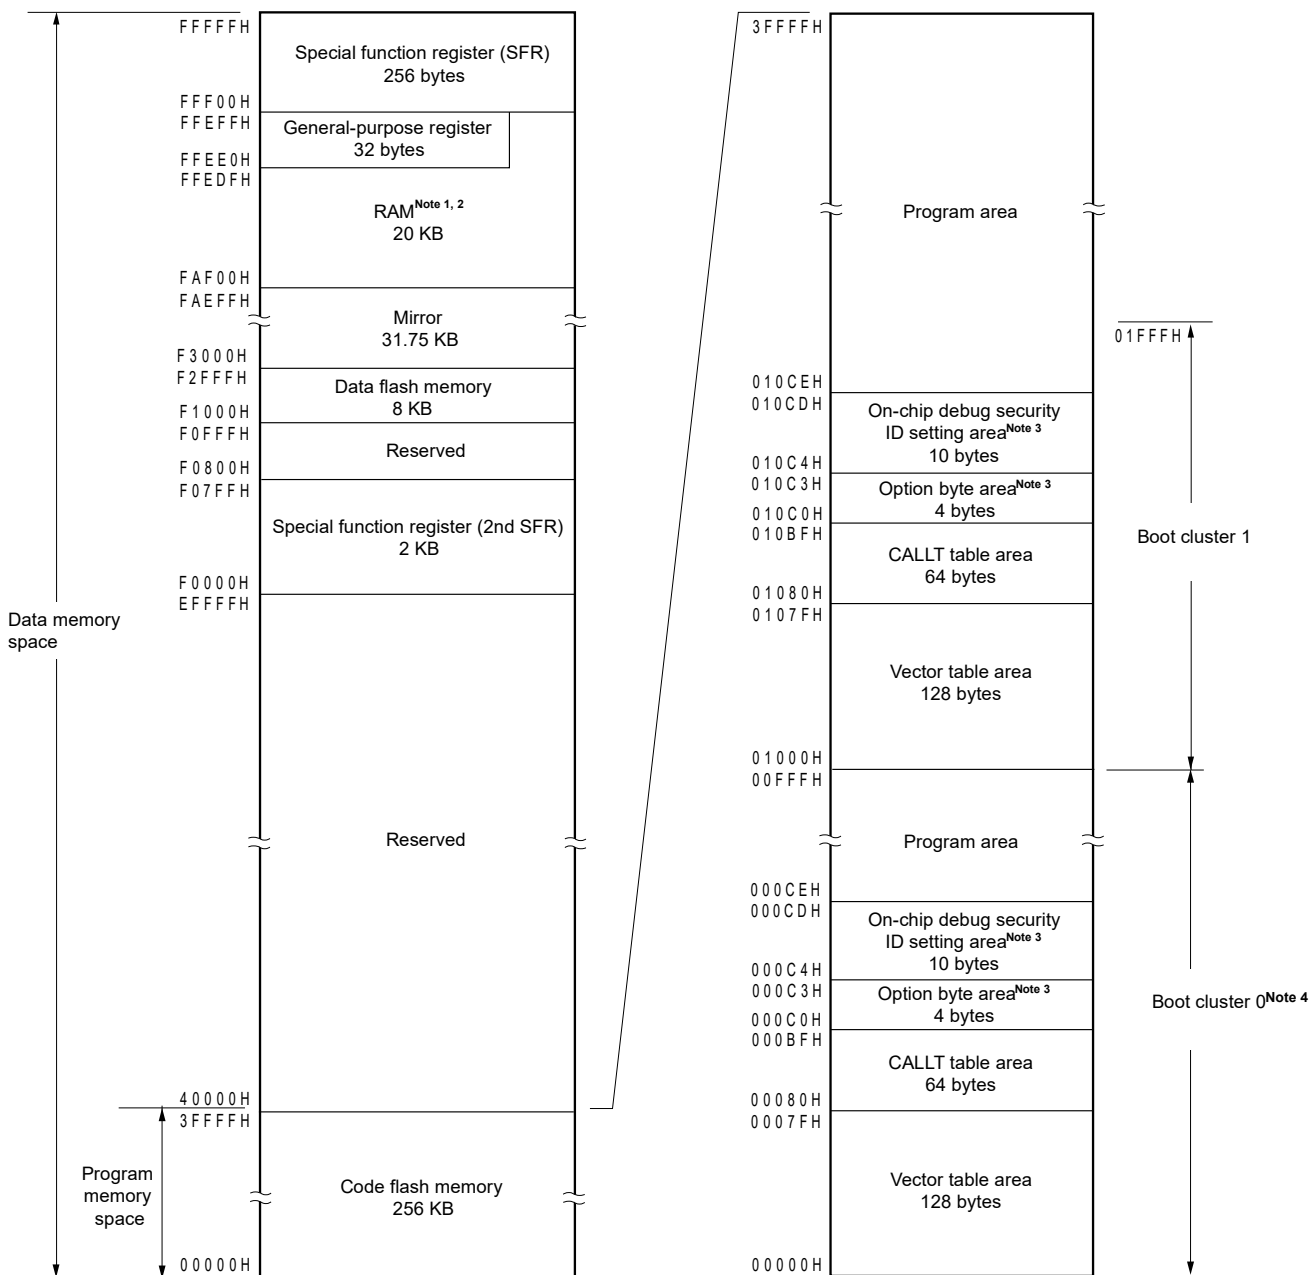 FFFFFH
Special function register (SFR)
256 bytes
FFF00H
FFEFFH
General-purpose register
32 bytes
FFEE0H
FFEDFH
RAMNote 1, 2
20 KB
FAF00H
FAEFFH
Mirror
31.75 KB
F3000H
F2FFFH
Data flash memory
8 KB
F1000H
F0FFFH
Reserved
F0800H
F07FFH
Special function register (2nd SFR)
2 KB
F0000H
EFFFFH
Data memory
space
Reserved
40000H
3FFFFH
Program
memory
space
Code flash memory
256 KB
00000H
3FFFFH
Program area
01FFFH
010CEH
010CDH
On-chip debug security
ID setting areaNote 3
10 bytes
010C4H
010C3H
Option byte areaNote 3
4 bytes
010C0H
010BFH
CALLT table area
64 bytes
01080H
0107FH
Boot cluster 1
Vector table area
128 bytes
01000H
00FFFH
Program area
000CEH
000CDH
On-chip debug security
ID setting areaNote 3
10 bytes
000C4H
000C3H
Option byte areaNote 3
4 bytes
000C0H
000BFH
Boot cluster 0Note 4
CALLT table area
64 bytes
00080H
0007FH
Vector table area
128 bytes
00000H